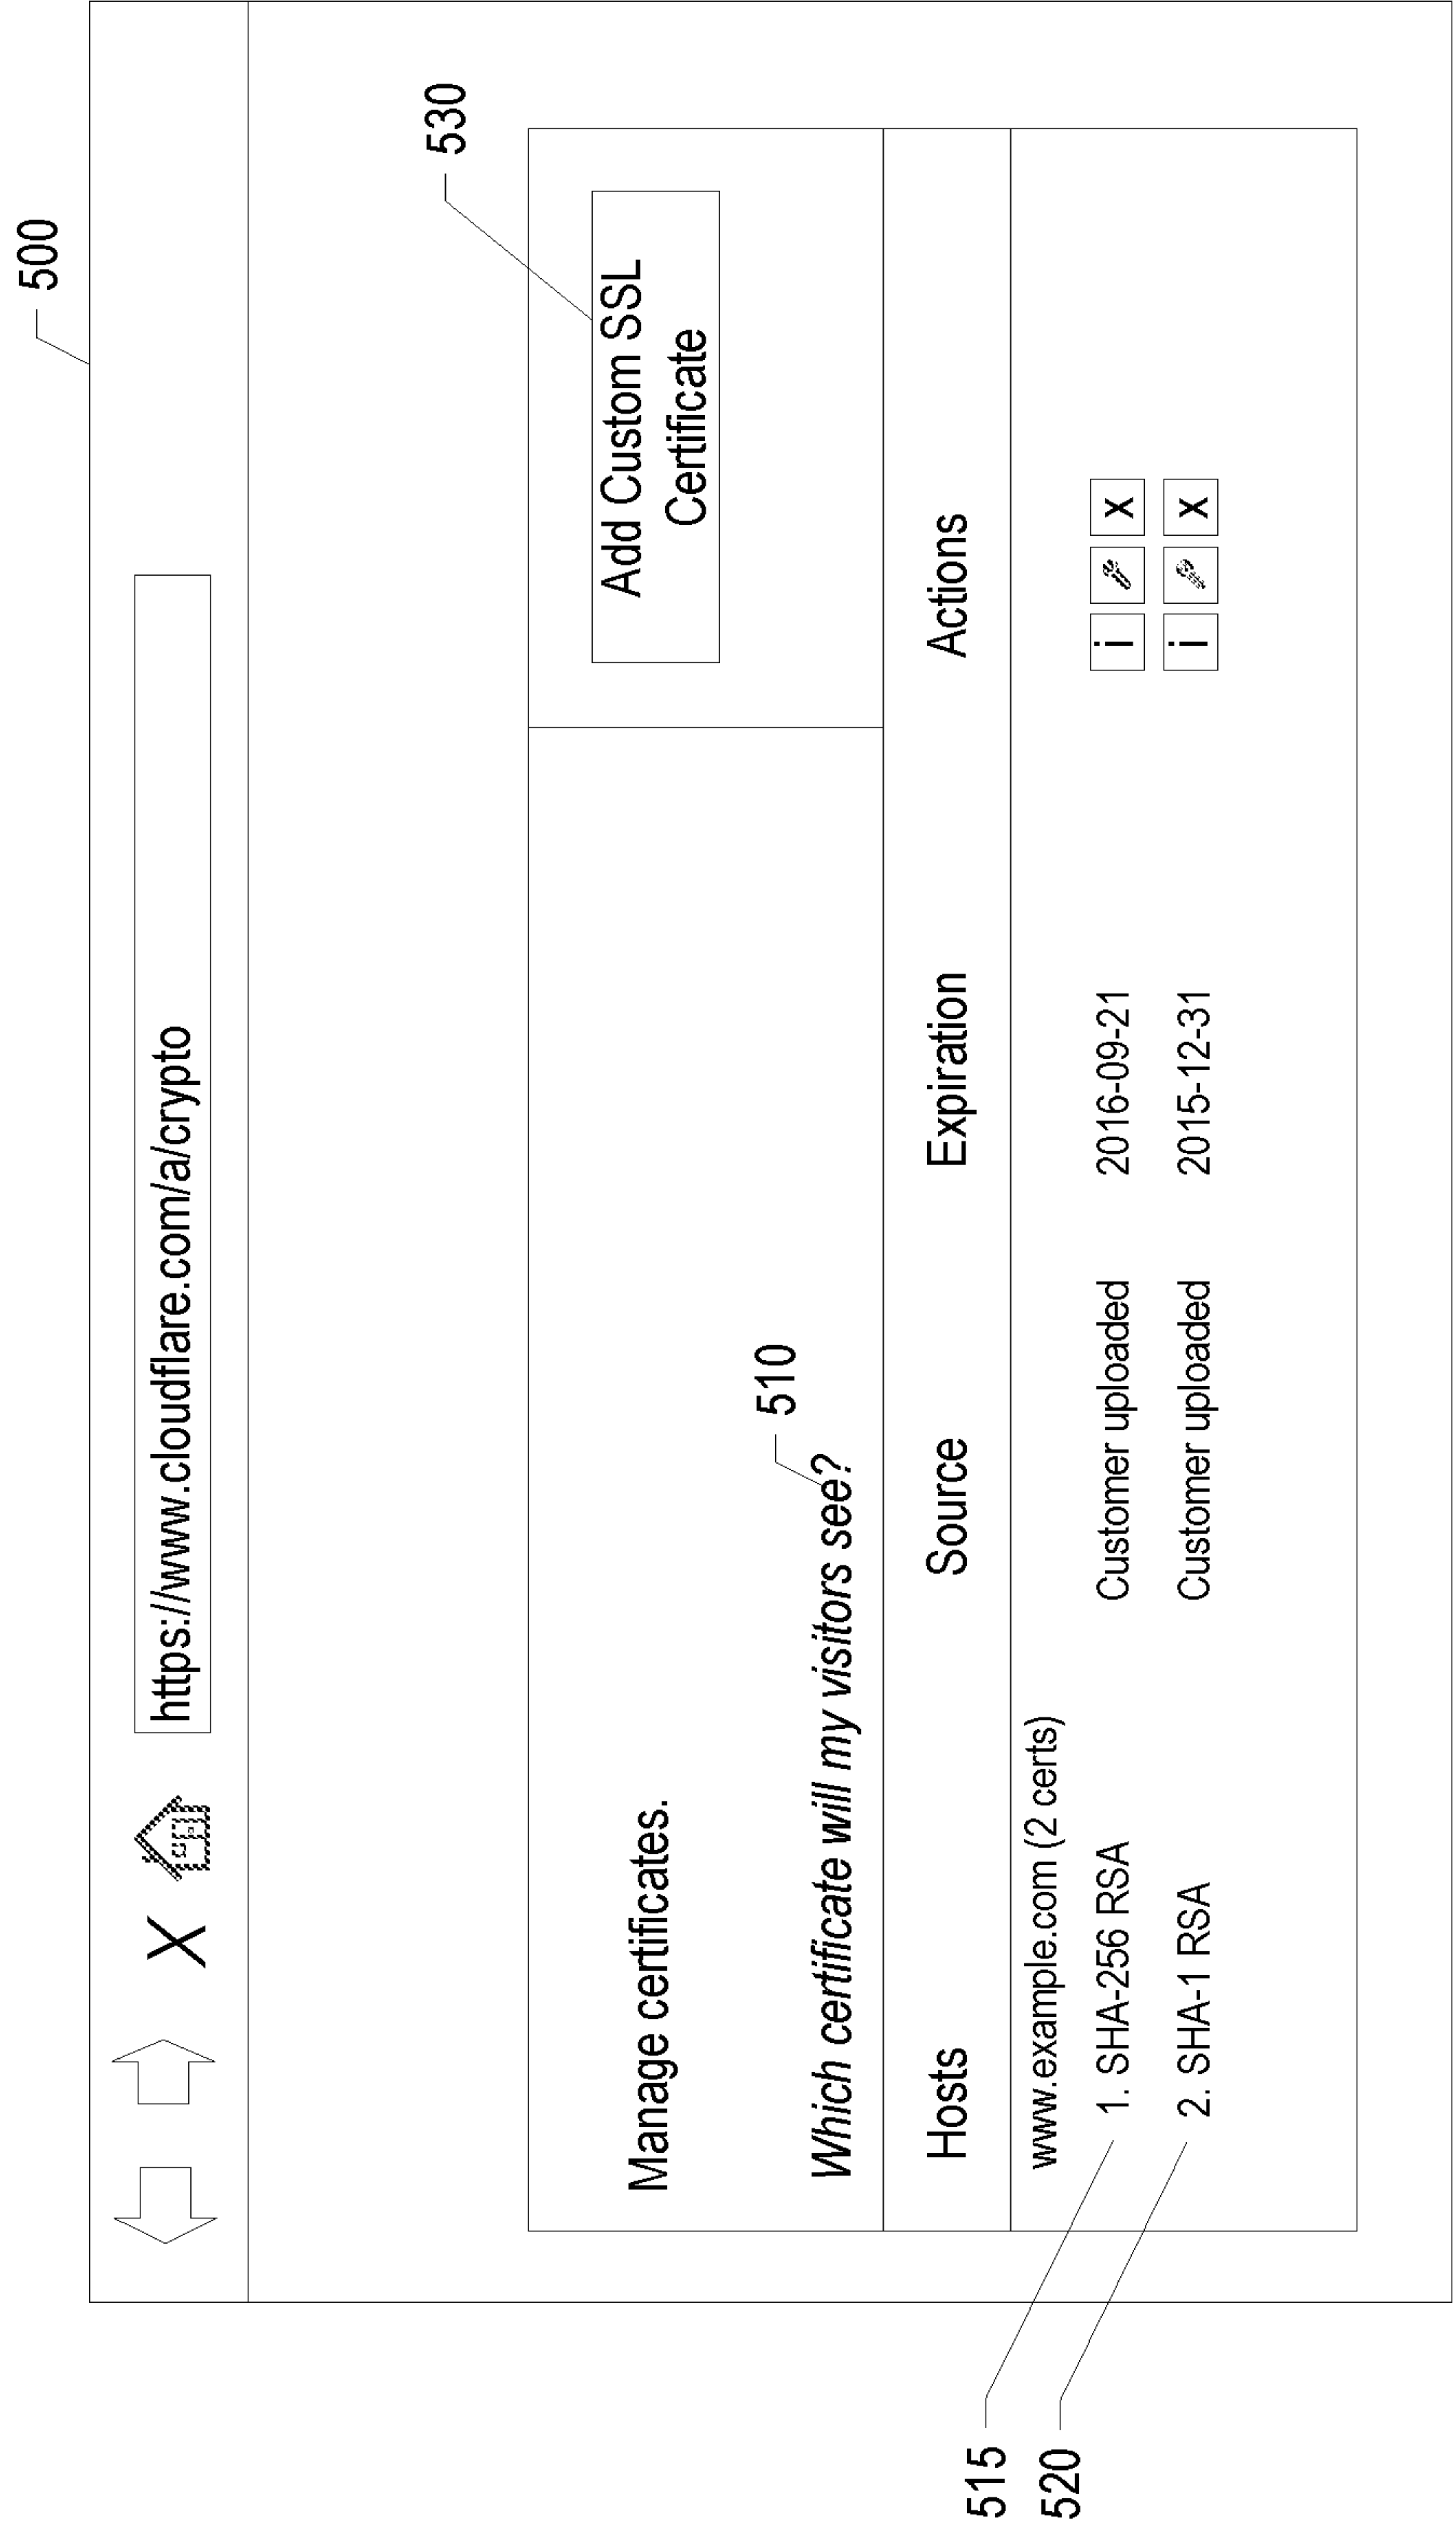 500
X https://www.cloudflare.com/a/crypto
530
Manage certificates.
Add Custom SSL
Certificate
510
Which certificate will my visitors see?
Hosts Source Expiration Actions
www.example.com (2 certs)
515
1. SHA-256 RSA Customer uploaded 2016-09-21 i x
520
2. SHA-1 RSA Customer uploaded 2015-12-31 i x